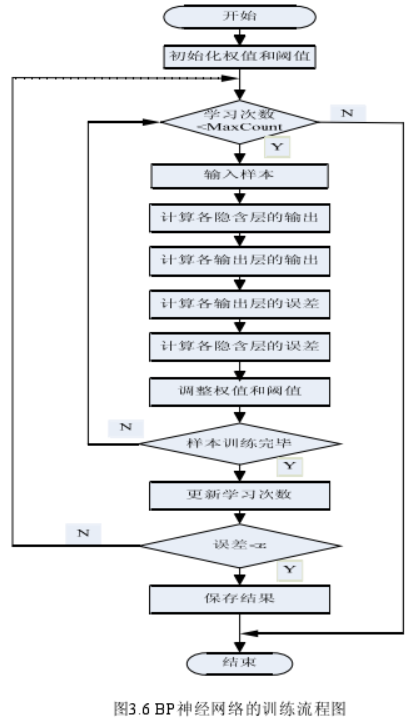 开始
初始化权值和阈值
学习次数
<MaxCount
N
Y
输入样本
计算各隐含层的输出
计算各输出层的输出
计算各输出层的误差
计算各隐含层的误差
调整权值和阈值
N
样本训练完毕
Y
更新学习次数
N
误差<ε
Y
保存结果
结束
图3.6 BP神经网络的训练流程图